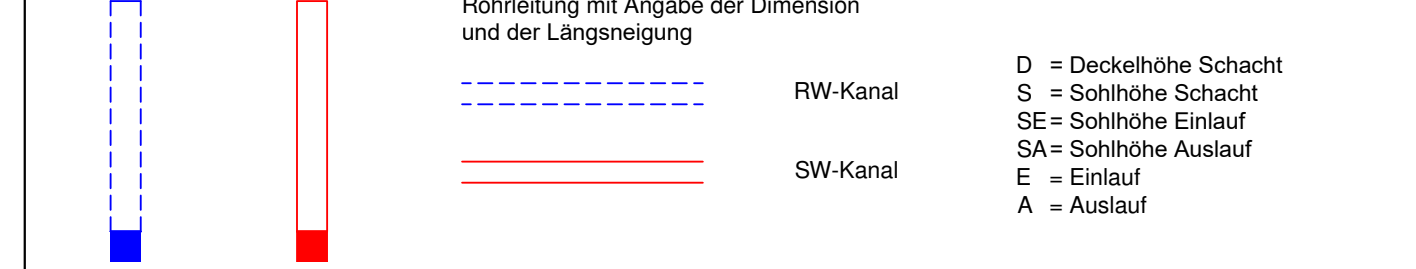 Rohrleitung mit Angabe der Dimension
und der Längsneigung
RW-Kanal
SW-Kanal
D = Deckelhöhe Schacht
S = Sohlhöhe Schacht
SE = Sohlhöhe Einlauf
SA = Sohlhöhe Auslauf
E = Einlauf
A = Auslauf